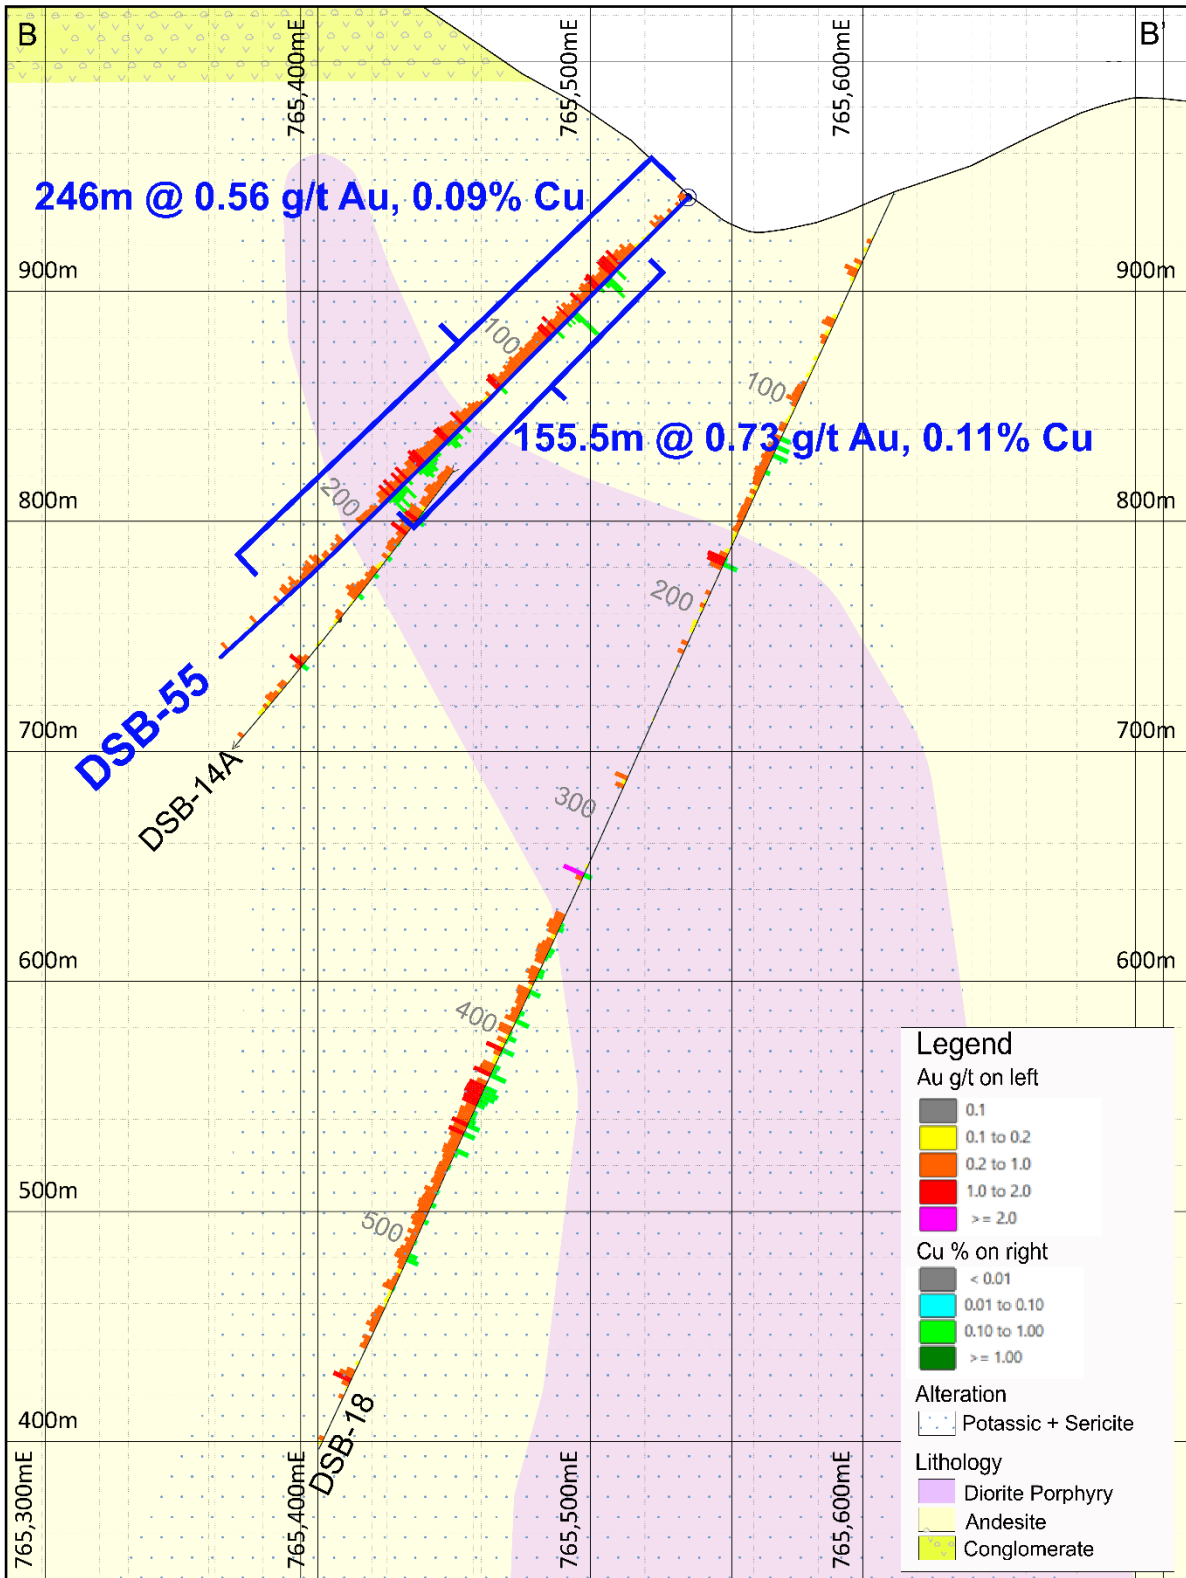 B
B'
765,400mE
765,500mE
765,600mE
246m @ 0.56 g/t Au, 0.09% Cu
900m
900m
100
100
155.5m @ 0.73 g/t Au, 0.11% Cu
200
800m
800m
200
DSB-55
700m
700m
DSB-14A
300
600m
600m
400
500m
500m
500
400m
400m
DSB-18
765,300mE
765,400mE
765,500mE
765,600mE
Legend
Au g/t on left
0.1
0.1 to 0.2
0.2 to 1.0
1.0 to 2.0
>= 2.0
Cu % on right
< 0.01
0.01 to 0.10
0.10 to 1.00
>= 1.00
Alteration
Potassic + Sericite
Lithology
Diorite Porphyry
Andesite
Conglomerate